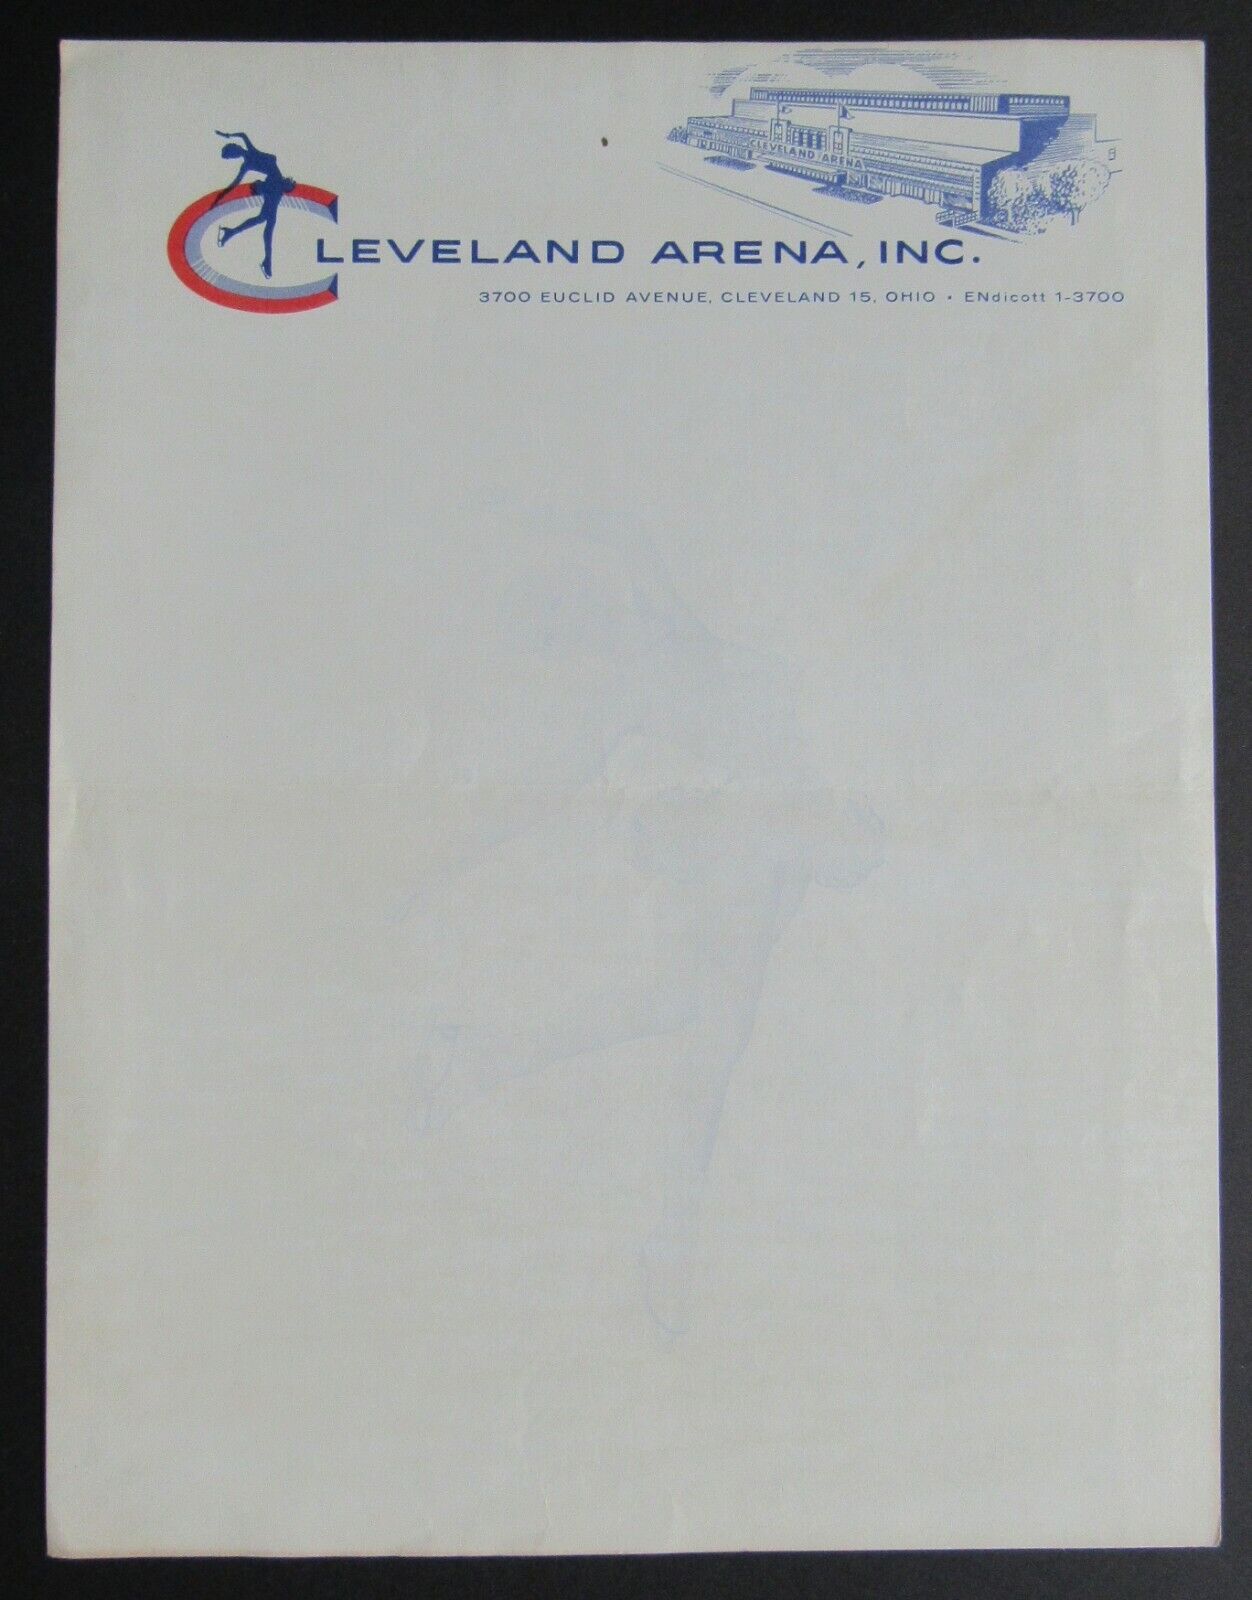 CLEVELAND ARENA
CLEVELAND ARENA, INC.
3700 EUCLID AVENUE, CLEVELAND 15, OHIO • ENdicott 1-3700